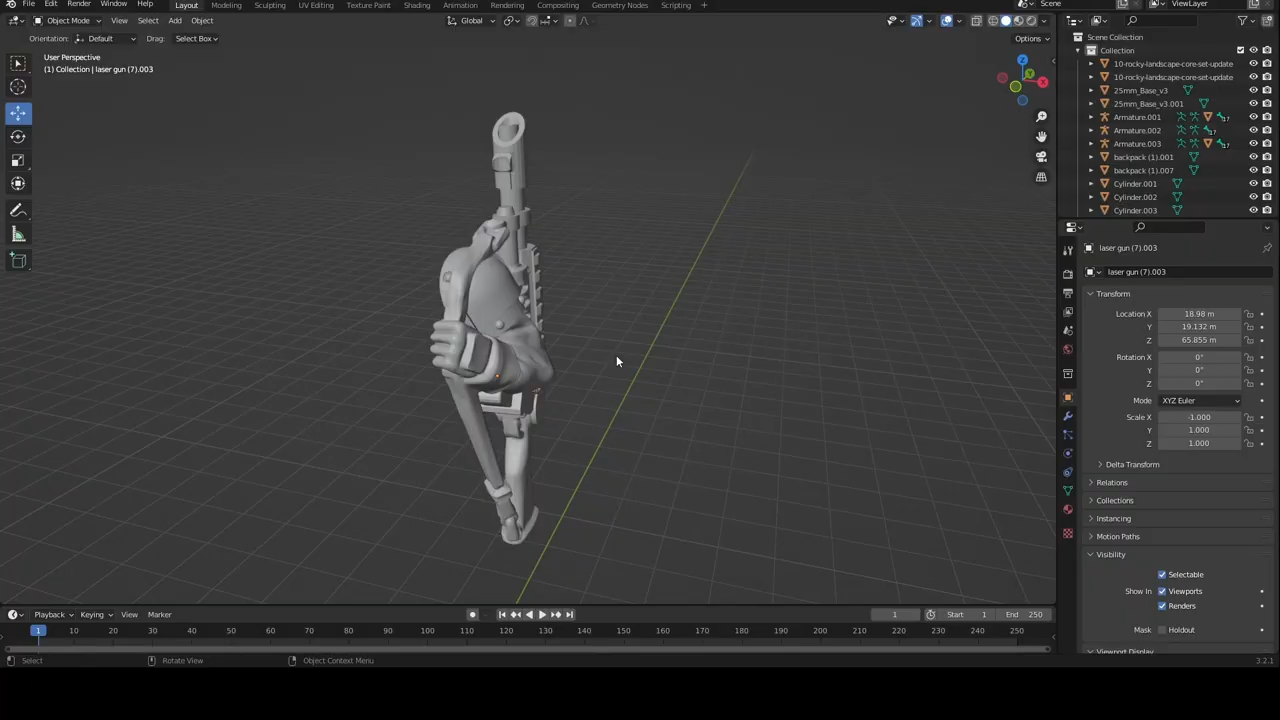 File Edit Render Window Help Layout Modeling Sculpting UV Editing Texture Paint Shading Animation Rendering Compositing Geometry Nodes Scripting + Scene ViewLayer
Object Mode View Select Add Object Global
Orientation: Default Drag: Select Box Options
User Perspective
(1) Collection | laser gun (7).003
Z
Y
X
Scene Collection
Collection
10-rocky-landscape-core-set-update
10-rocky-landscape-core-set-update
25mm_Base_v3
25mm_Base_v3.001
Armature.001 17
Armature.002 17
Armature.003 17
backpack (1).001
backpack (1).007
Cylinder.001
Cylinder.002
Cylinder.003
laser gun (7).003
laser gun (7).003
Transform
Location X 18.98 m
Y 19.132 m
Z 65.855 m
Rotation X 0°
Y 0°
Z 0°
Mode XYZ Euler
Scale X -1.000
Y 1.000
Z 1.000
Delta Transform
Relations
Collections
Instancing
Motion Paths
Visibility
Selectable
Show In Viewports
Renders
Mask Holdout
Viewport Display
Playback Keying View Marker 1 Start 1 End 250
1 10 20 30 40 50 60 70 80 90 100 110 120 130 140 150 160 170 180 190 200 210 220 230 240 250
Select Rotate View Object Context Menu 3.2.1